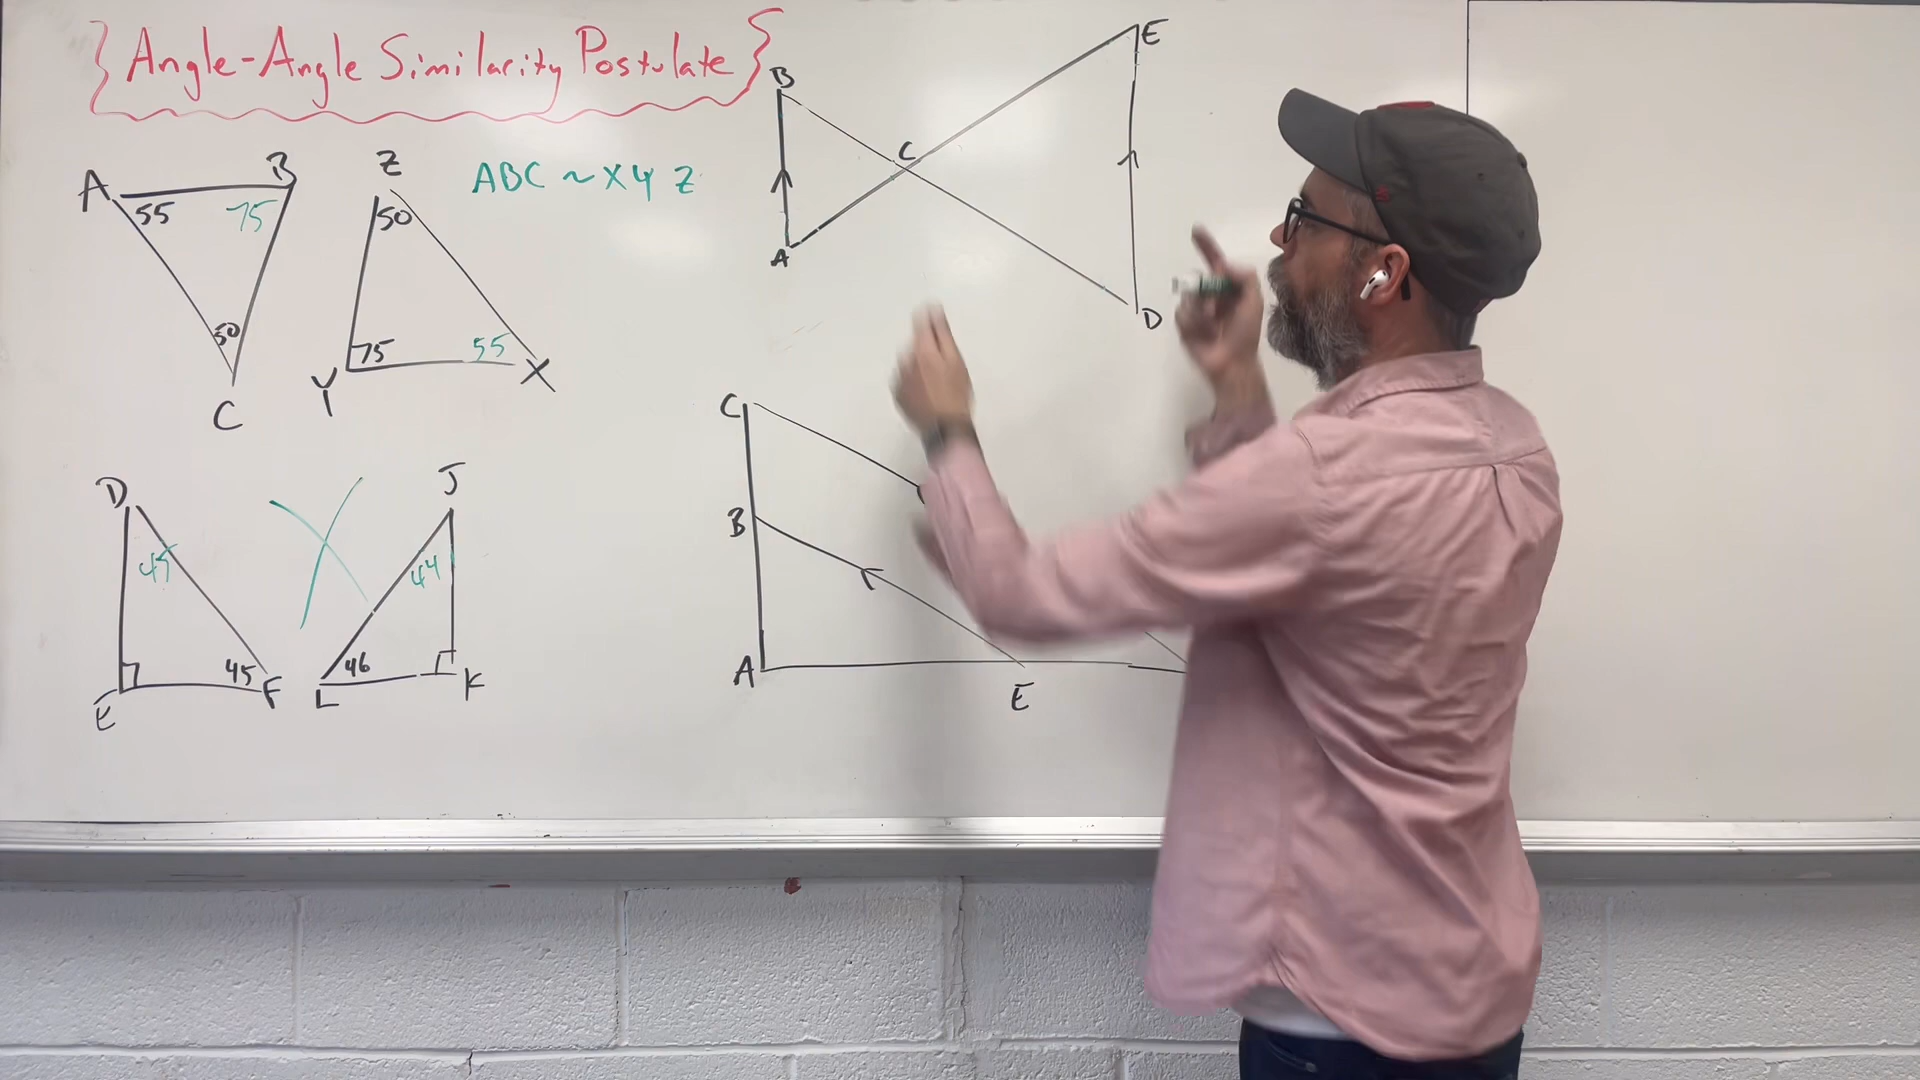 {Angle-Angle Similarity Postulate}
A B
55 75
50
C
Z
50
75 55
Y X
ABC ~ XYZ
B E
C
A D
D
45
45
E F
J
44
46
L K
C
B
A E